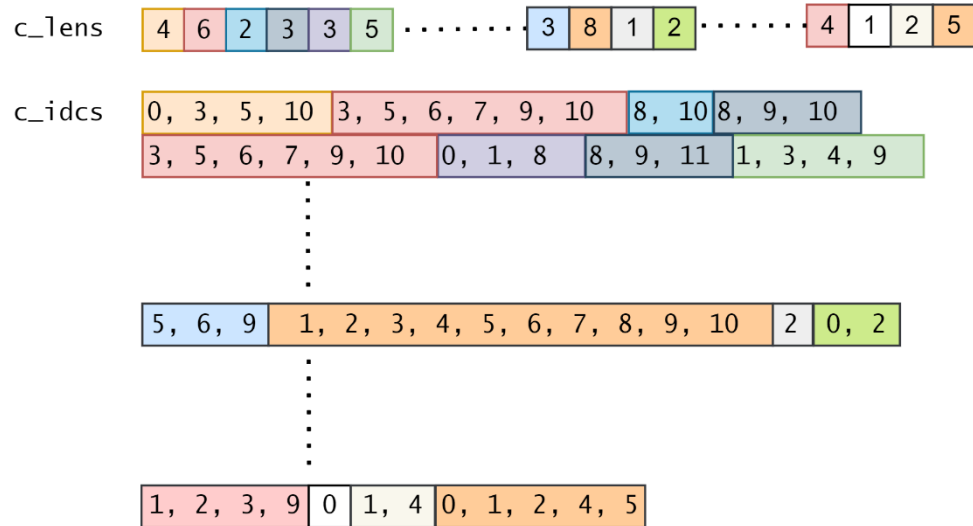 c_lens 4 6 2 3 3 5 3 8 1 2 4 1 2 5
c_idcs 0, 3, 5, 10 3, 5, 6, 7, 9, 10 8, 10 8, 9, 10
3, 5, 6, 7, 9, 10 0, 1, 8 8, 9, 11 1, 3, 4, 9
5, 6, 9 1, 2, 3, 4, 5, 6, 7, 8, 9, 10 2 0, 2
1, 2, 3, 9 0 1, 4 0, 1, 2, 4, 5